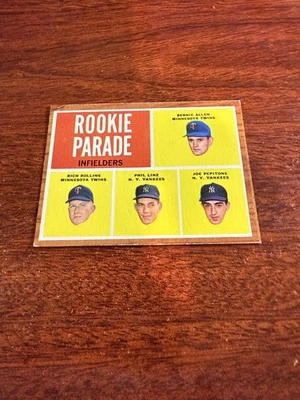 ROOKIE
PARADE
INFIELDERS
BERNIE ALLEN
MINNESOTA TWINS
RICH ROLLINS
MINNESOTA TWINS
PHIL LINZ
N. Y. YANKEES
JOE PEPITONE
N. Y. YANKEES